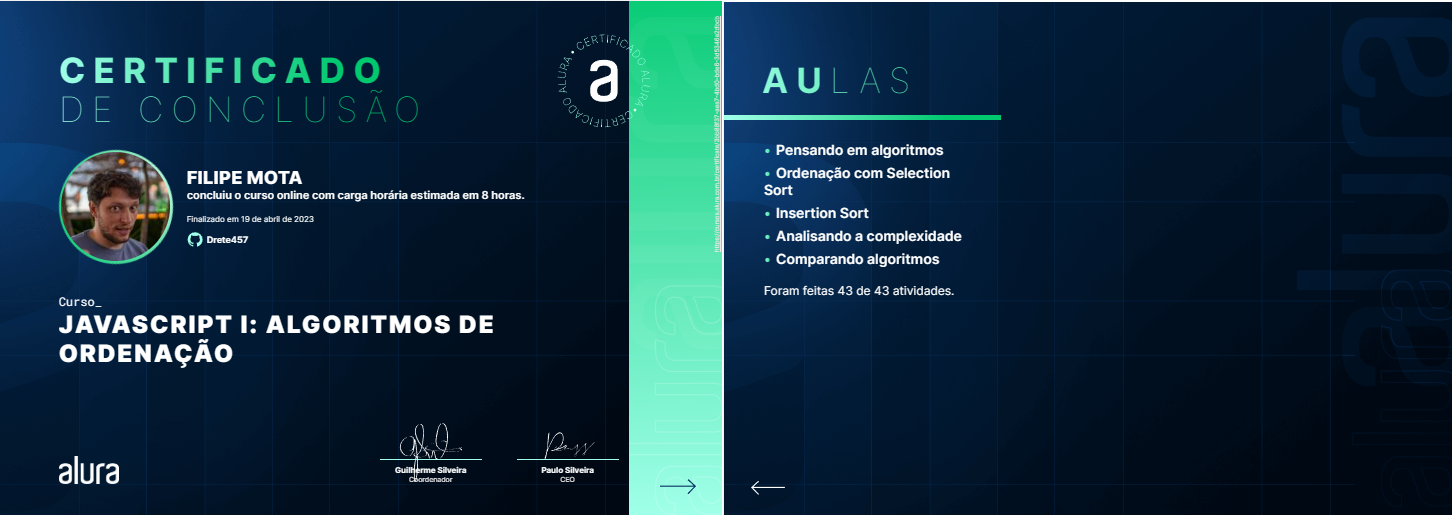 CERTIFICADO
DE CONCLUSÃO
CERTIFICADO ALURA • CERTIFICADO ALURA •
a
FILIPE MOTA
concluiu o curso online com carga horária estimada em 8 horas.
Finalizado em 19 de abril de 2023
Drete457
Curso_
JAVASCRIPT I: ALGORITMOS DE
ORDENAÇÃO
Guilherme Silveira
Coordenador
Paulo Silveira
CEO
alura
alura
AULAS
• Pensando em algoritmos
• Ordenação com Selection
Sort
• Insertion Sort
• Analisando a complexidade
• Comparando algoritmos
Foram feitas 43 de 43 atividades.
alura